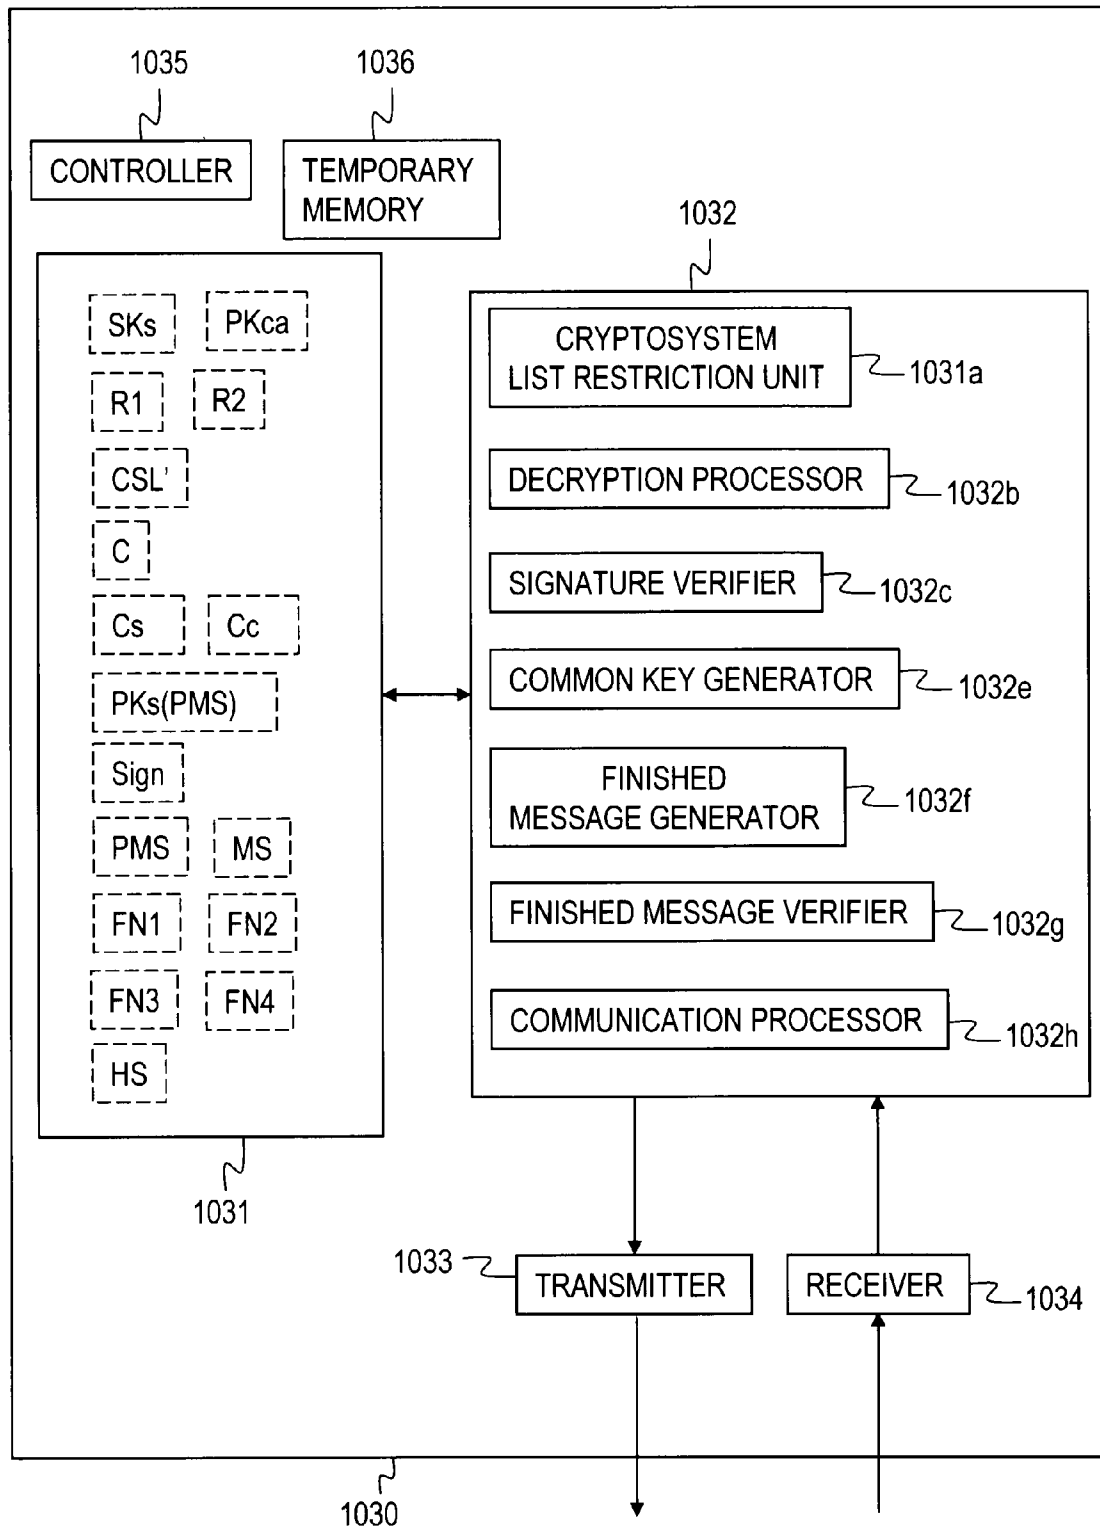 1035
1036
CONTROLLER
TEMPORARY
MEMORY
1032
SKs
PKca
R1
R2
CSL'
C
Cs
Cc
PKs(PMS)
Sign
PMS
MS
FN1
FN2
FN3
FN4
HS
1031
CRYPTOSYSTEM
LIST RESTRICTION UNIT
1031a
DECRYPTION PROCESSOR
1032b
SIGNATURE VERIFIER
1032c
COMMON KEY GENERATOR
1032e
FINISHED
MESSAGE GENERATOR
1032f
FINISHED MESSAGE VERIFIER
1032g
COMMUNICATION PROCESSOR
1032h
1033
TRANSMITTER
RECEIVER
1034
1030